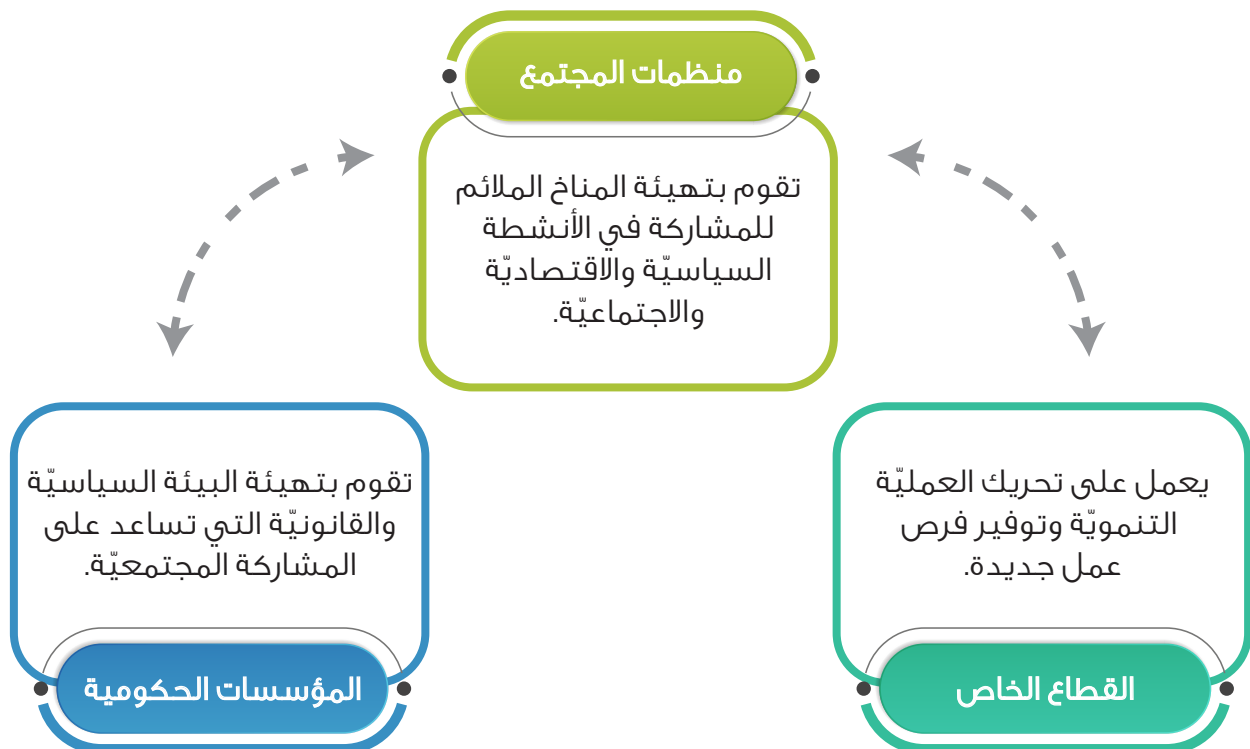 منظمات المجتمع
تقوم بتهيئة المناخ الملائم
للمشاركة في الأنشطة
السياسيّة والاقتصاديّة
والاجتماعيّة.
يعمل على تحريك العمليّة
التنمويّة وتوفير فرص
عمل جديدة.
القطاع الخاص
تقوم بتهيئة البيئة السياسيّة
والقانونيّة التي تساعد على
المشاركة المجتمعيّة.
المؤسسات الحكومية